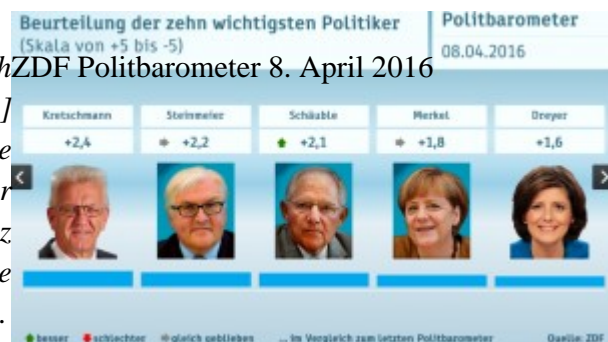 Beurteilung der zehn wichtigsten Politiker
(Skala von +5 bis -5)
Politbarometer
08.04.2016
hZDF Politbarometer 8. April 2016
]
e
r
z
e
.
Kretschmann Steinmeier Schäuble Merkel Dreyer
+2,4 +2,2 +2,1 +1,8 +1,6
besser schlechter gleich geblieben ... im Vergleich zum letzten Politbarometer Quelle: ZDF